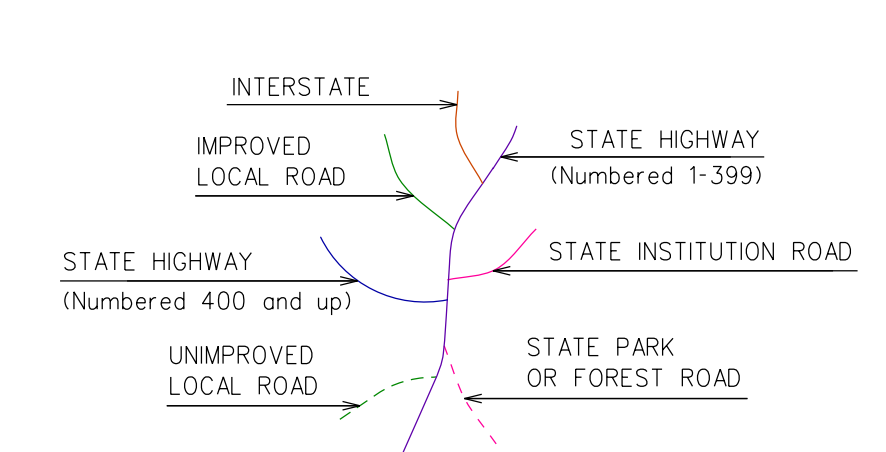 INTERSTATE
IMPROVED
LOCAL ROAD
STATE HIGHWAY
(Numbered 1-399)
STATE HIGHWAY
(Numbered 400 and up)
STATE INSTITUTION ROAD
UNIMPROVED
LOCAL ROAD
STATE PARK
OR FOREST ROAD